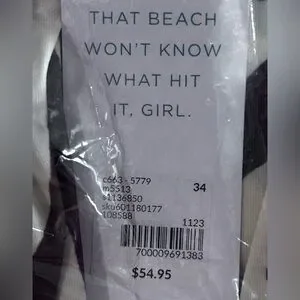 THAT BEACH
WON'T KNOW
WHAT HIT
IT, GIRL.
c663 - 5779
m5513 34
s1136850
sku601180177
108588
1123
700009691383
$54.95